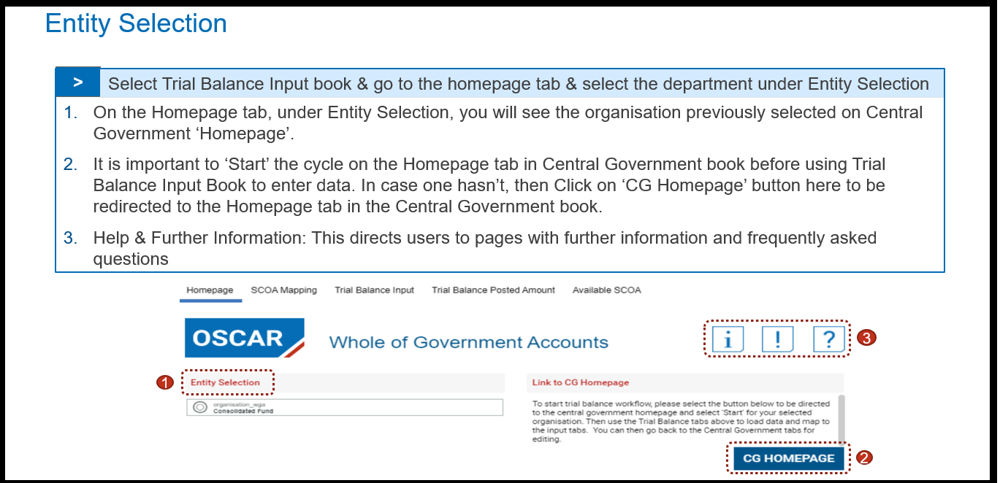 Entity Selection
> Select Trial Balance Input book & go to the homepage tab & select the department under Entity Selection
1. On the Homepage tab, under Entity Selection, you will see the organisation previously selected on Central
Government ‘Homepage’.
2. It is important to ‘Start’ the cycle on the Homepage tab in Central Government book before using Trial
Balance Input Book to enter data. In case one hasn’t, then Click on ‘CG Homepage’ button here to be
redirected to the Homepage tab in the Central Government book.
3. Help & Further Information: This directs users to pages with further information and frequently asked
questions
Homepage SCOA Mapping Trial Balance Input Trial Balance Posted Amount Available SCOA
OSCAR Whole of Government Accounts i ! ? 3
1 Entity Selection
organisation_wga
Consolidated Fund
Link to CG Homepage
To start trial balance workflow, please select the button below to be directed
to the central government homepage and select 'Start' for your selected
organisation. Then use the Trial Balance tabs above to load data and map to
the input tabs. You can then go back to the Central Government tabs for
editing.
CG HOMEPAGE 2